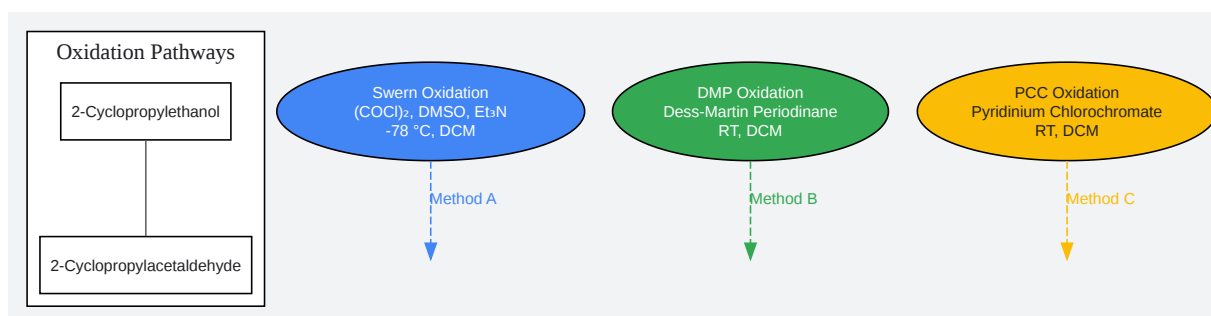 Oxidation Pathways
2-Cyclopropylethanol
2-Cyclopropylacetaldehyde
Swern Oxidation
(COCl)₂, DMSO, Et₃N
-78 °C, DCM
Method A
DMP Oxidation
Dess-Martin Periodinane
RT, DCM
Method B
PCC Oxidation
Pyridinium Chlorochromate
RT, DCM
Method C